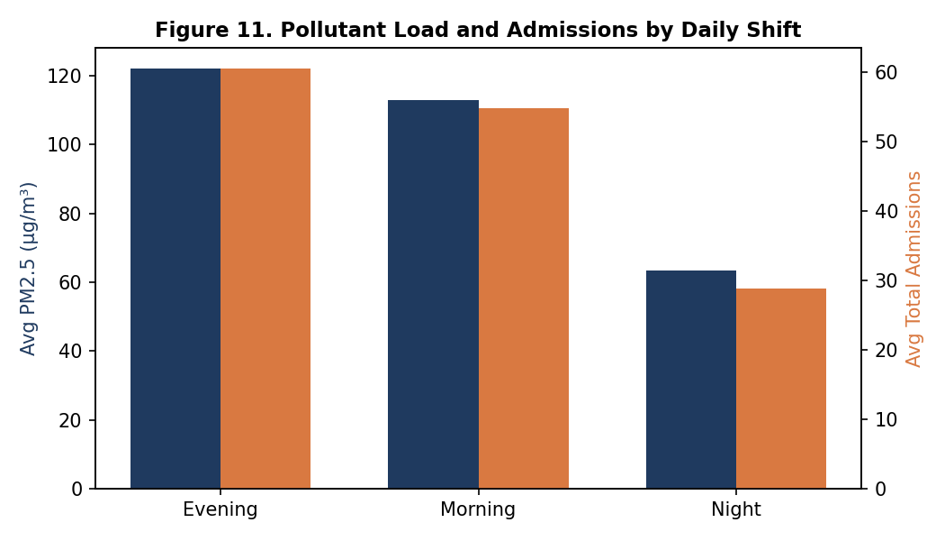 Figure 11. Pollutant Load and Admissions by Daily Shift
Avg PM2.5 (µg/m³)
120
100
80
60
40
20
0
60
50
40
30
20
10
0
Avg Total Admissions
Evening
Morning
Night